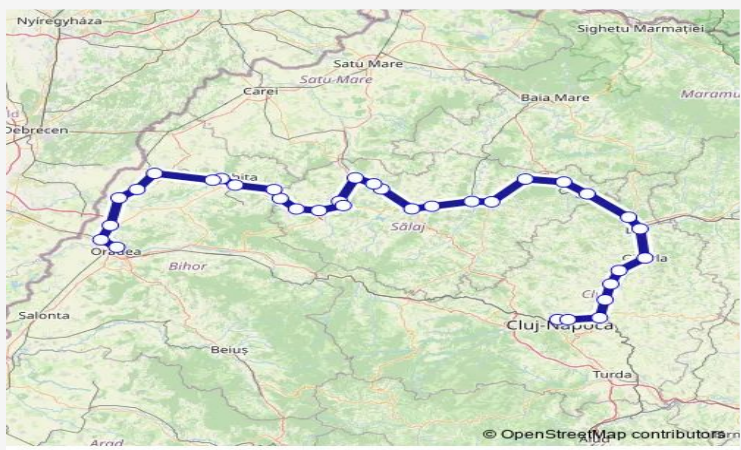 Nyíregyháza
Sighetu Marmației
Satu Mare
Satu Mare
Carei
Baia Mare
Maramu
Debrecen
Sălaj
Oradea
Bihor
Salonta
Cluj-Napoca
Beiuș
Turda
Arad
© OpenStreetMap contributors